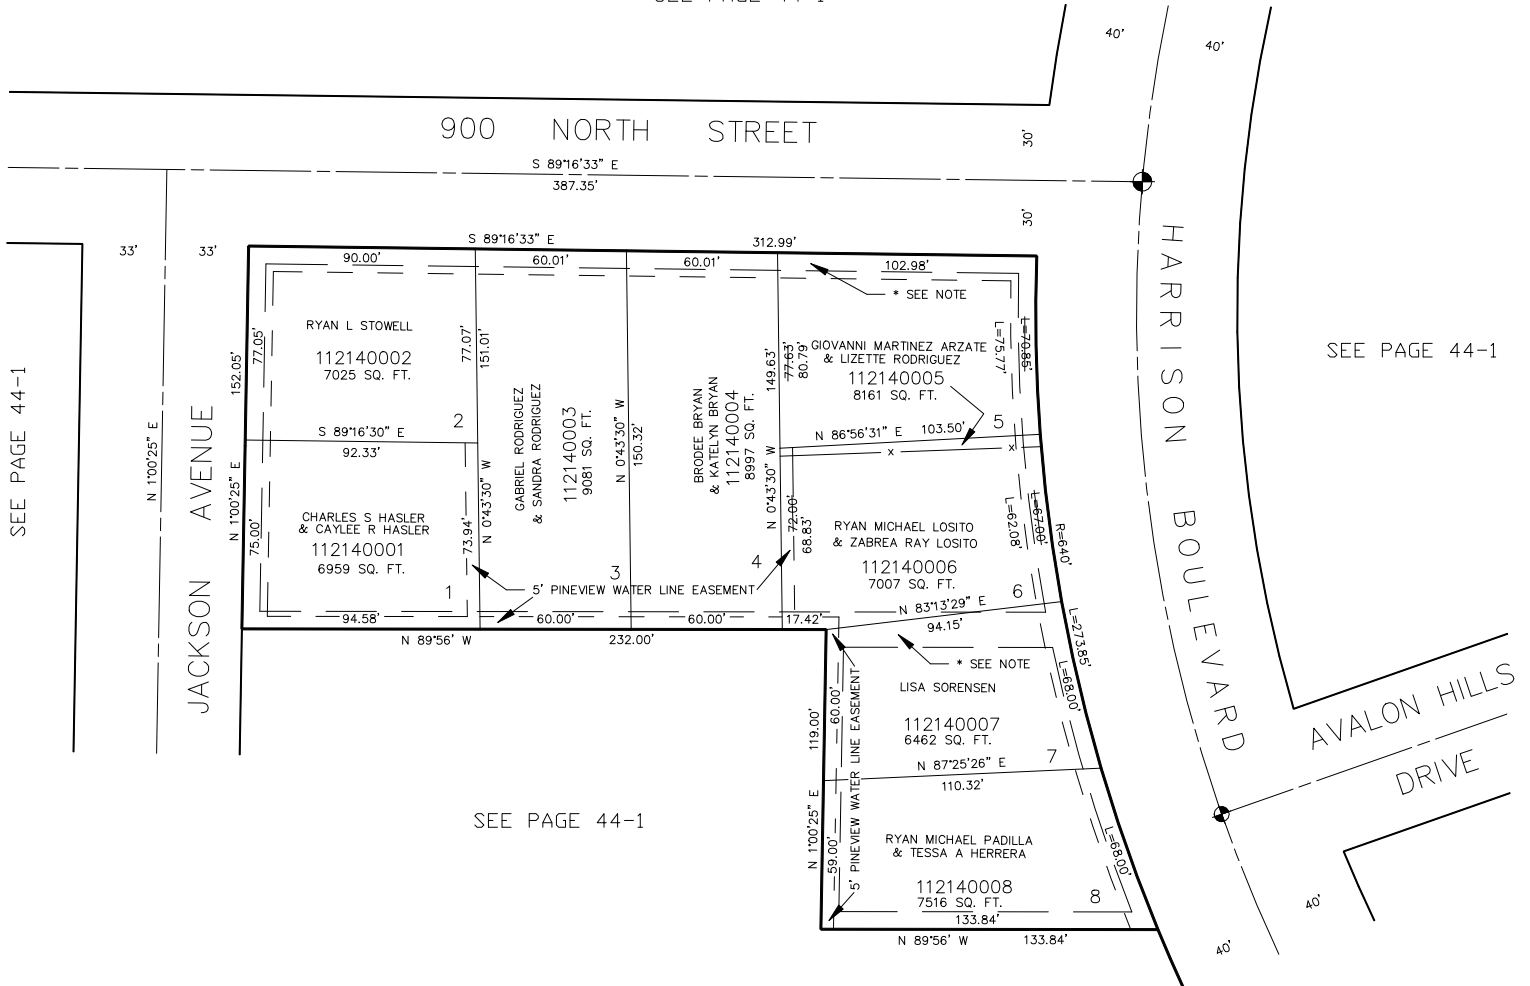 40'
40'
900 NORTH STREET
30'
S 89°16'33" E
387.35'
30'
33'
33'
S 89°16'33" E
312.99'
90.00'
60.01'
60.01'
102.98'
* SEE NOTE
HARRISON BOULEVARD
SEE PAGE 44-1
SEE PAGE 44-1
N 1°00'25" E
JACKSON AVENUE
152.05'
N 1°00'25" E
77.05'
RYAN L STOWELL
112140002
7025 SQ. FT.
77.07'
151.01'
2
S 89°16'30" E
92.33'
75.00'
CHARLES S HASLER
& CAYLEE R HASLER
112140001
6959 SQ. FT.
73.94'
N 0°43'30" W
1
94.58'
GABRIEL RODRIGUEZ
& SANDRA RODRIGUEZ
112140003
9081 SQ. FT.
3
N 0°43'30" W
150.32'
60.00'
BRODEE BRYAN
& KATELYN BRYAN
112140004
8997 SQ. FT.
4
149.63'
N 0°43'30" W
60.00'
5' PINEVIEW WATER LINE EASEMENT
77.63'
80.79'
GIOVANNI MARTINEZ ARZATE
& LIZETTE RODRIGUEZ
112140005
8161 SQ. FT.
L=75.77'
L=70.85'
5
N 86°56'31" E 103.50'
x
x
72.00'
68.83'
RYAN MICHAEL LOSITO
& ZABREA RAY LOSITO
112140006
7007 SQ. FT.
L=62.08'
L=67.00'
R=640'
6
17.42'
N 83°13'29" E
94.15'
L=273.85'
N 89°56' W
232.00'
* SEE NOTE
LISA SORENSEN
112140007
6462 SQ. FT.
L=68.00'
60.00'
119.00'
5' PINEVIEW WATER LINE EASEMENT
7
N 87°25'26" E
110.32'
N 1°00'25" E
59.00'
RYAN MICHAEL PADILLA
& TESSA A HERRERA
112140008
7516 SQ. FT.
L=68.00'
8
133.84'
N 89°56' W
133.84'
SEE PAGE 44-1
AVALON HILLS
DRIVE
40'
40'